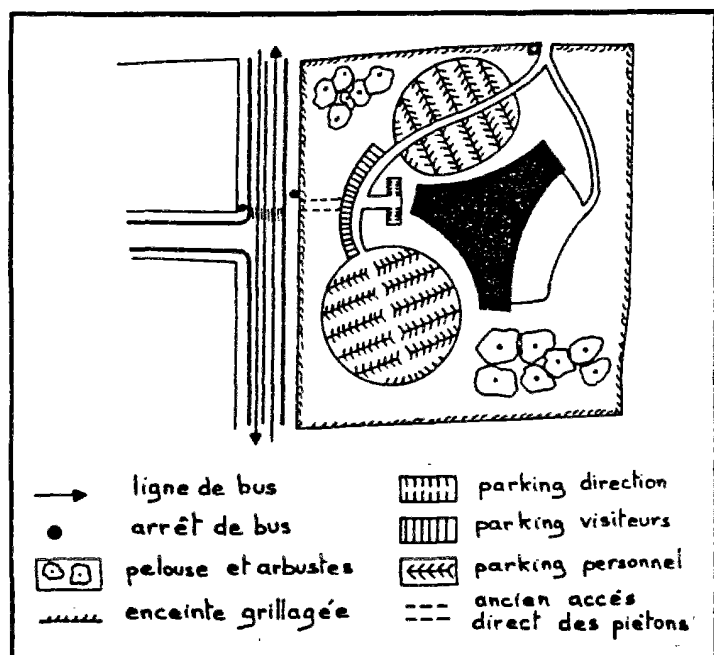 ligne de bus
arrêt de bus
pelouse et arbustes
enceinte grillagée
parking direction
parking visiteurs
parking personnel
ancien accés
direct des piétons